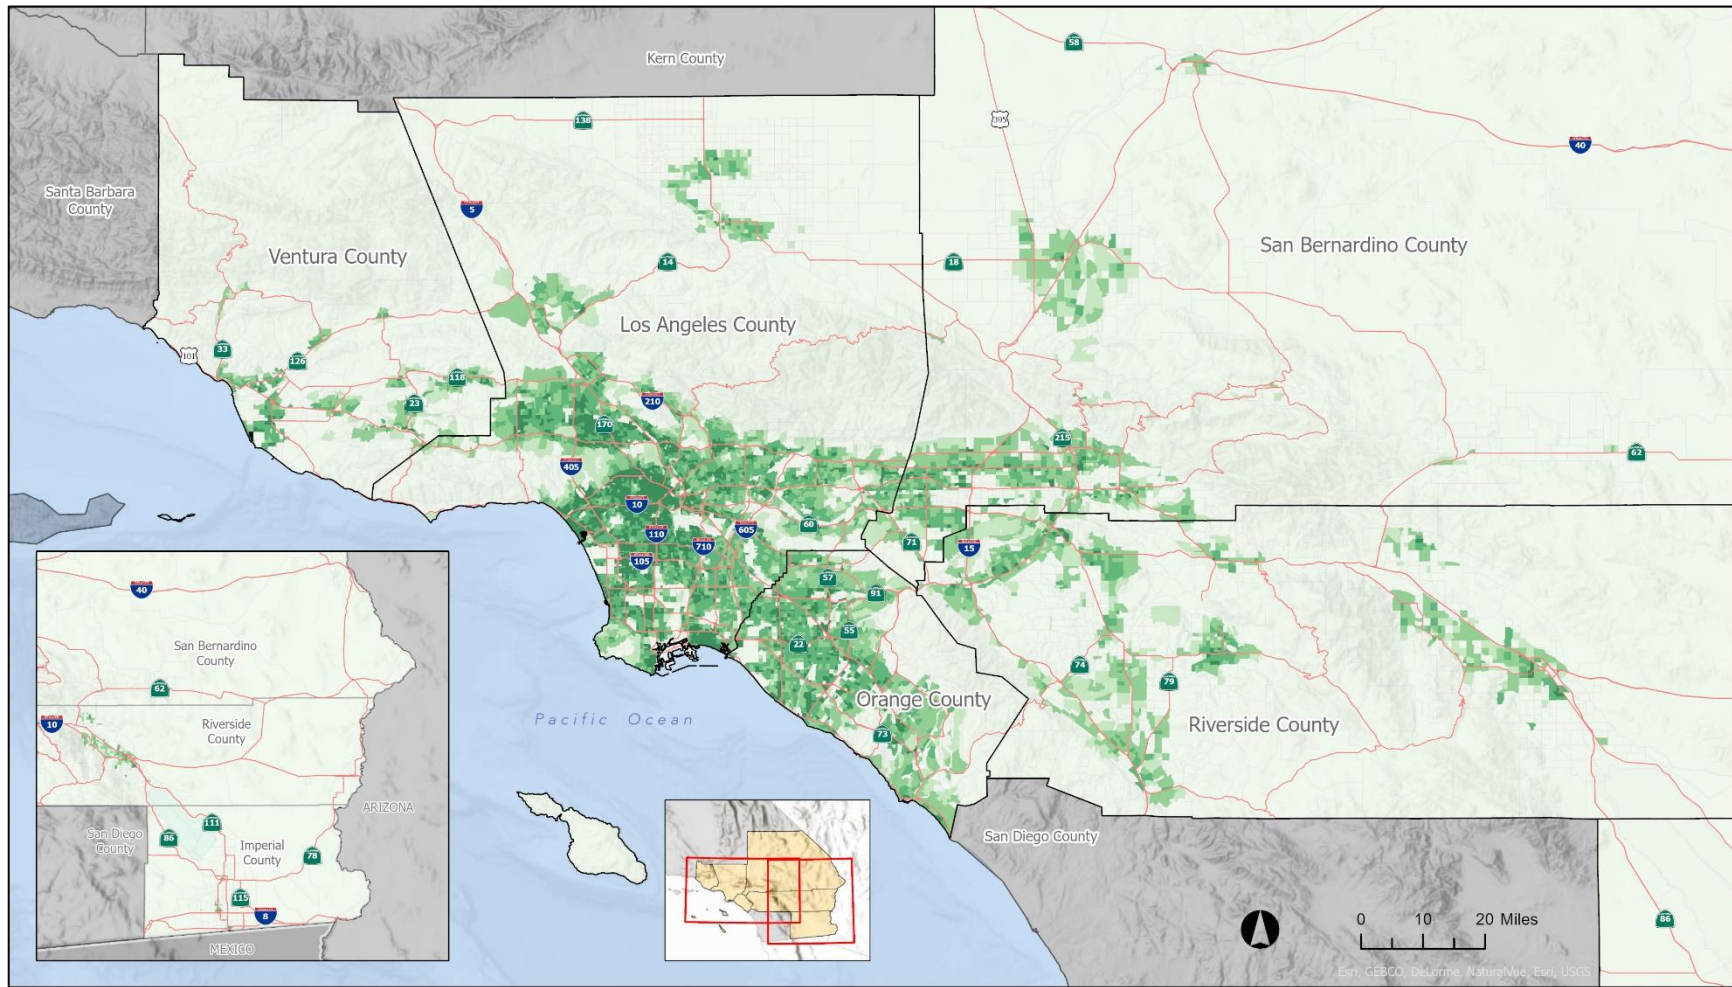 58
Kern County
138
395
40
Santa Barbara
County
5
Ventura County
San Bernardino County
14
18
Los Angeles County
33
101
126
118
23
210
170
215
62
405
10
110
105
710
605
60
71
15
57
91
55
22
74
79
Orange County
73
Riverside County
Pacific Ocean
San Diego County
86
0 10 20 Miles
Esri, GEBCO, DeLorme, NaturalVue, Esri, USGS
40
San Bernardino
County
62
10
Riverside
County
ARIZONA
San Diego
County
86
111
Imperial
County
78
115
8
MEXICO